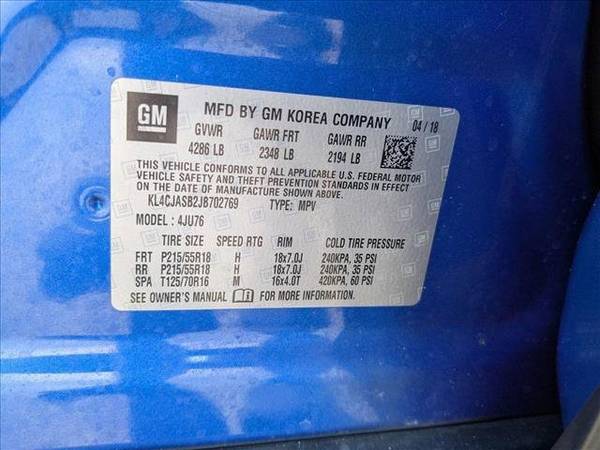 GM
MFD BY GM KOREA COMPANY 04/18
GVWR GAWR FRT GAWR RR
4286 LB 2348 LB 2194 LB
THIS VEHICLE CONFORMS TO ALL APPLICABLE U.S. FEDERAL MOTOR
VEHICLE SAFETY AND THEFT PREVENTION STANDARDS IN EFFECT ON
THE DATE OF MANUFACTURE SHOWN ABOVE.
KL4CJASB2JB702769 TYPE: MPV
MODEL: 4JU76
TIRE SIZE SPEED RTG RIM COLD TIRE PRESSURE
FRT P215/55R18 H 18x7.0J 240KPA, 35 PSI
RR P215/55R18 H 18x7.0J 240KPA, 35 PSI
SPA T125/70R16 M 16x4.0T 420KPA, 60 PSI
SEE OWNER'S MANUAL FOR MORE INFORMATION.